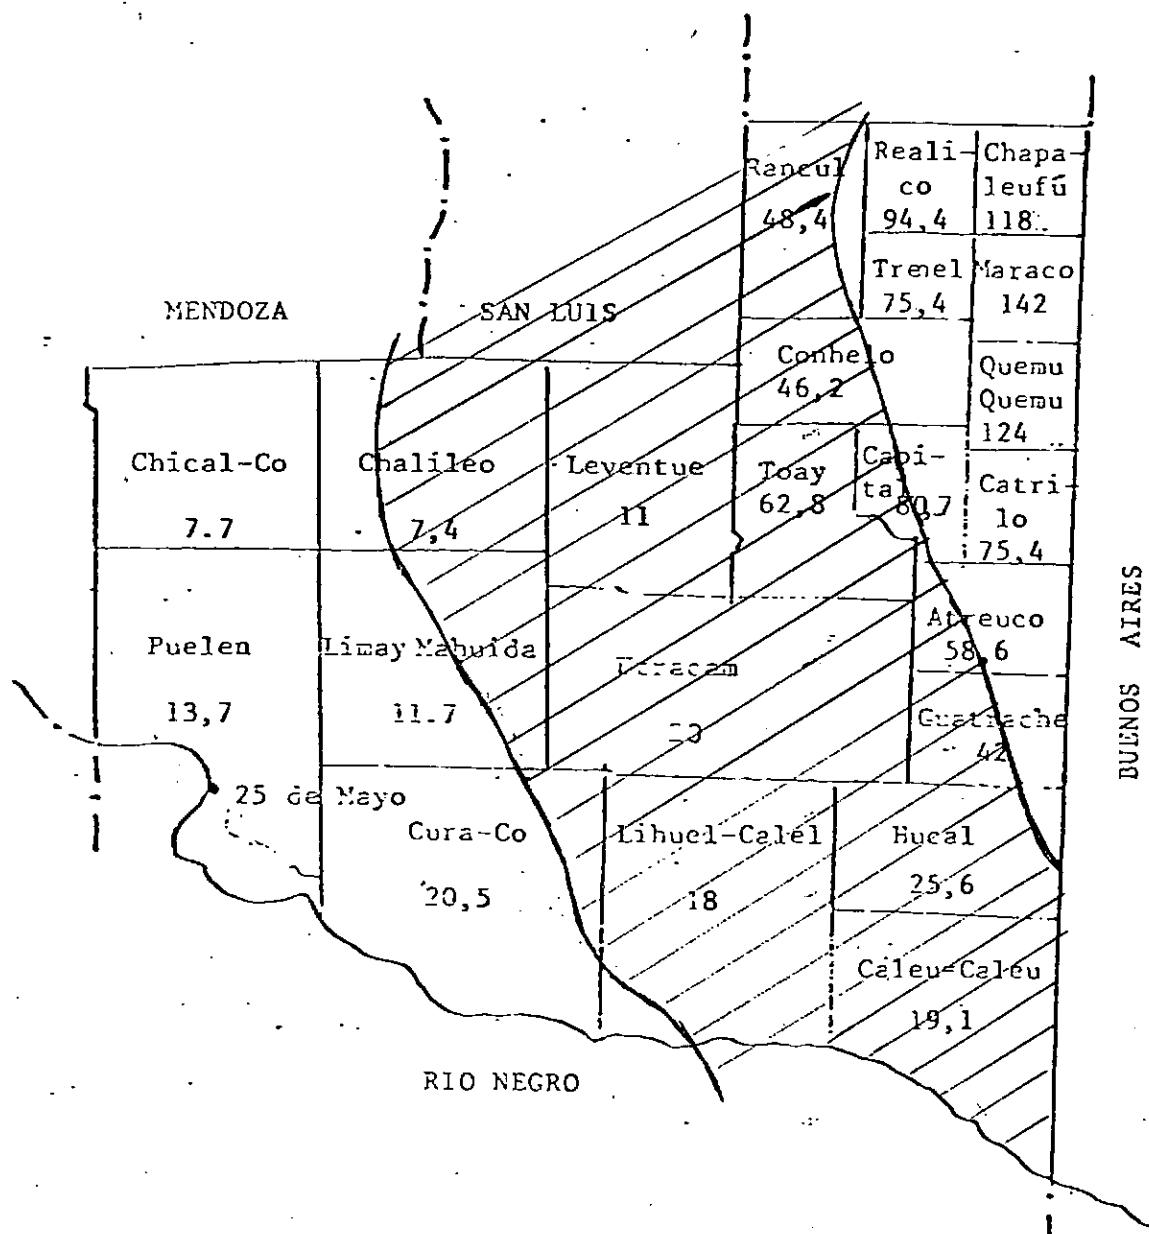 Rancul
48,4
Reali-
co
94,4
Chapa-
leufú
118
Trenel
75,4
Maraco
142
MENDOZA
SAN LUIS
Conhelo
46,2
Quemu
Quemu
124
Chical-Co
7.7
Chalileo
7,4
Leventue
11
Toay
62,8
Capi-
tal
80,7
Catri-
lo
75,4
BUENOS AIRES
Puelen
13,7
Limay Mahuida
11.7
Atreuco
58,6
Guatrache
42
25 de Mayo
Cura-Co
20,5
Lihuel-Calel
18
Hucal
25,6
Caleu=Caleu
19,1
RIO NEGRO